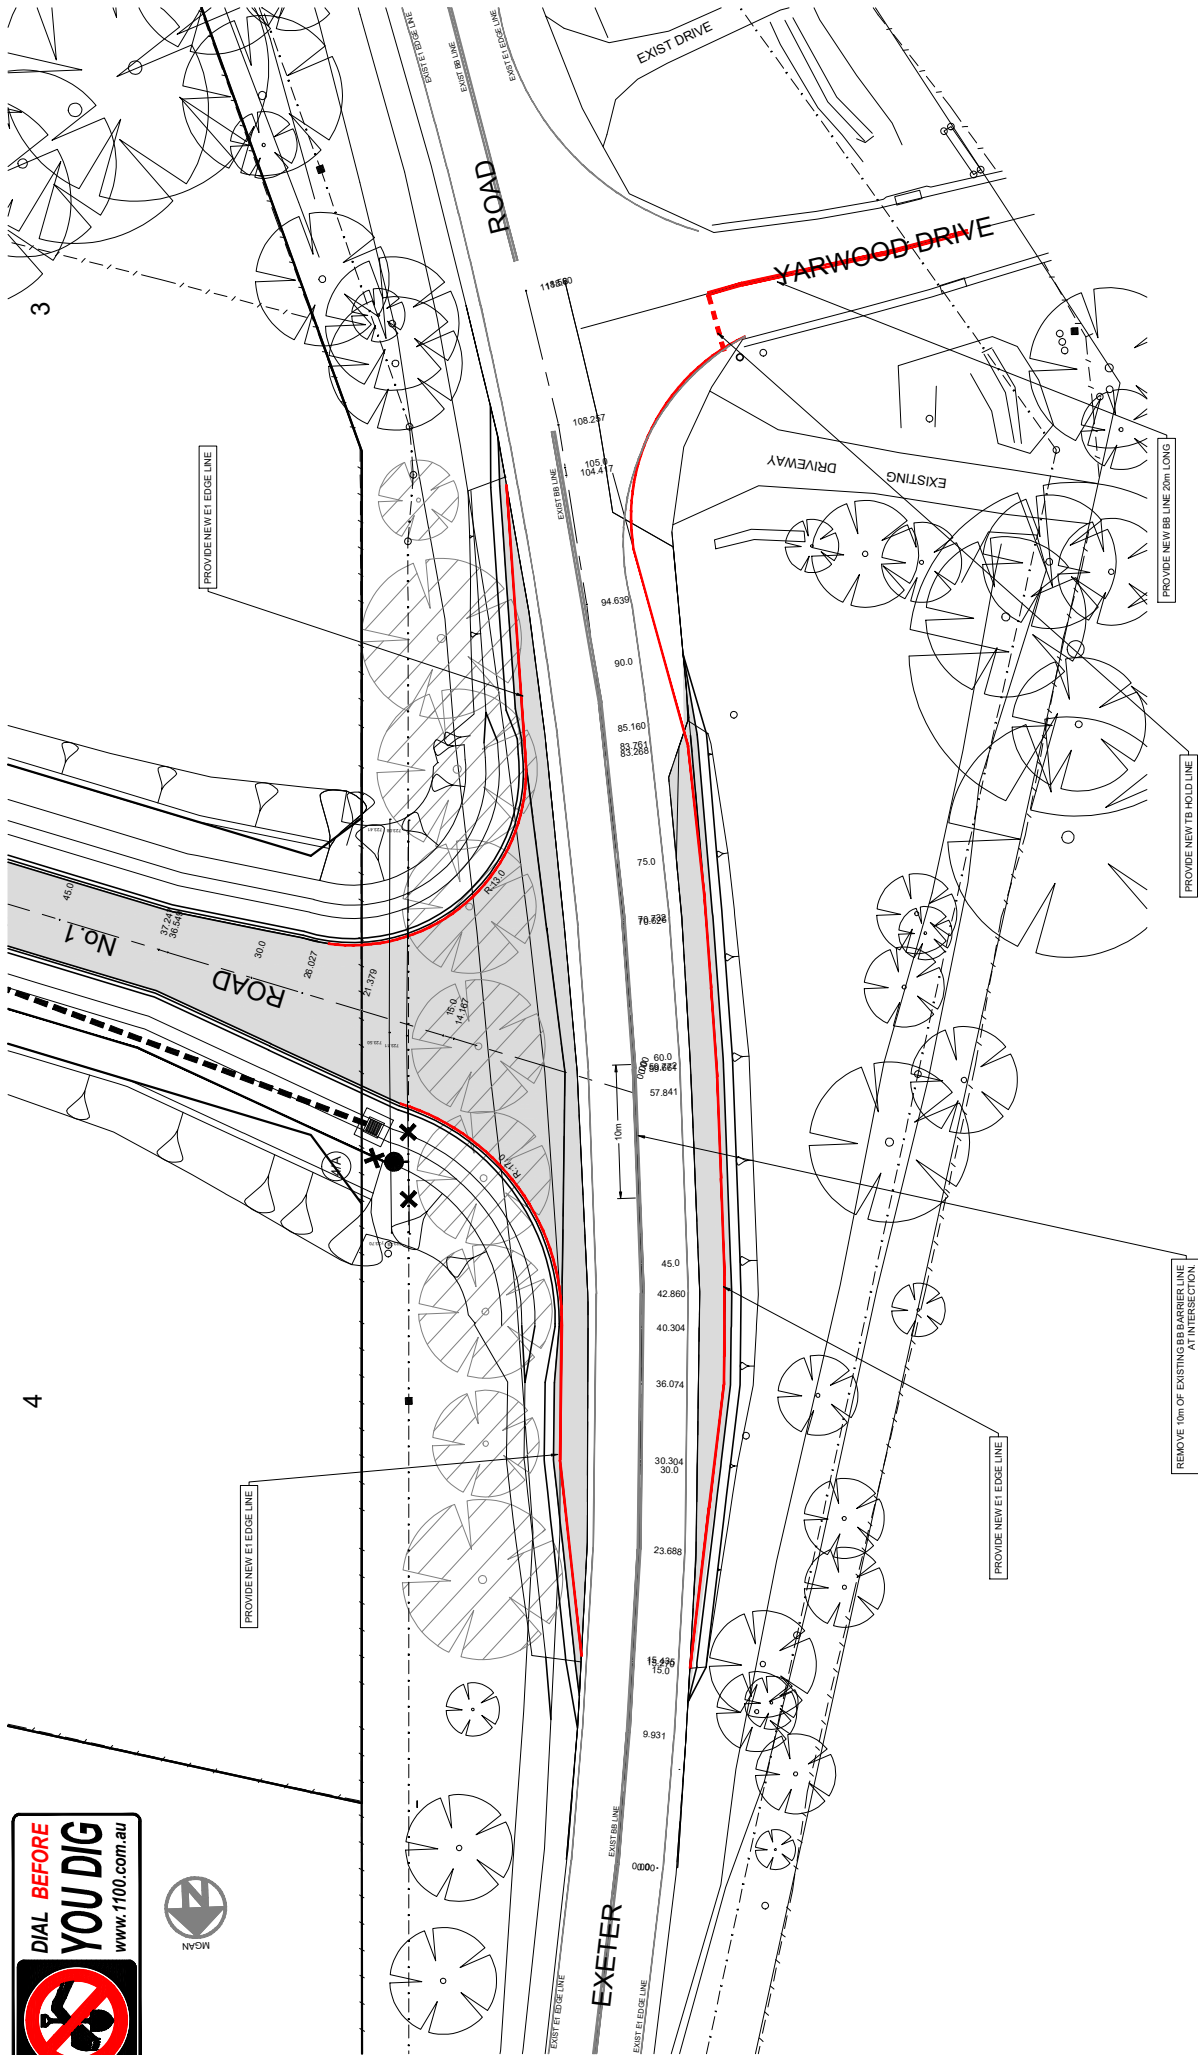 EXIST E1 EDGE LINE
EXIST BB LINE
EXIST E1 EDGE LINE
EXIST DRIVE
ROAD
YARWOOD DRIVE
3
108.257
105.0
104.417
EXIST BB LINE
EXISTING
DRIVEWAY
PROVIDE NEW E1 EDGE LINE
PROVIDE NEW BB LINE 20m LONG
94.639
90.0
85.160
83.761
83.268
PROVIDE NEW TB HOLD LINE
75.0
70.626
R-13.0
45.0
No.1
30.0
26.027
ROAD
21.379
15.0
14.167
60.0
57.841
10m
R-17.0
45.0
42.860
40.304
36.074
30.304
30.0
REMOVE 10m OF EXISTING BB BARRIER LINE
AT INTERSECTION.
4
PROVIDE NEW E1 EDGE LINE
PROVIDE NEW E1 EDGE LINE
23.688
15.0
9.931
EXIST BB LINE
EXETER
EXIST E1 EDGE LINE
EXIST E1 EDGE LINE
DIAL BEFORE
YOU DIG
www.1100.com.au
N
MGAN